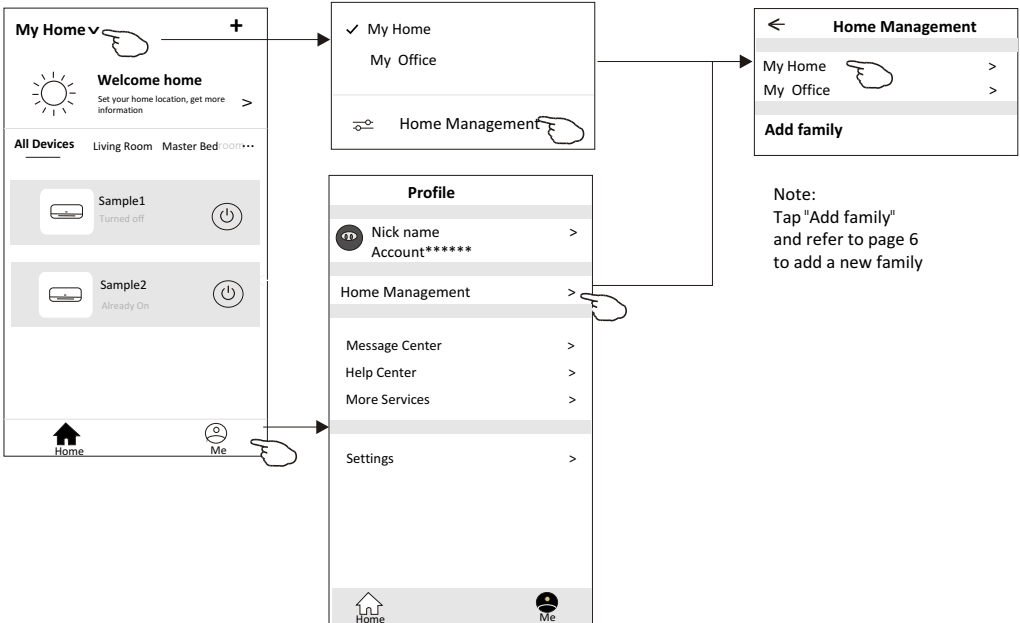 My Home
+
Welcome home
Set your home location, get more
information
>
All Devices
Living Room
Master Bedroom
...
Sample1
Turned off
Sample2
Already On
Home
Me
✓ My Home
My Office
Home Management
Profile
Nick name
>
Account******
Home Management
>
Message Center
>
Help Center
>
More Services
>
Settings
>
Home
Me
Home Management
My Home
>
My Office
>
Add family
Note:
Tap "Add family"
and refer to page 6
to add a new family